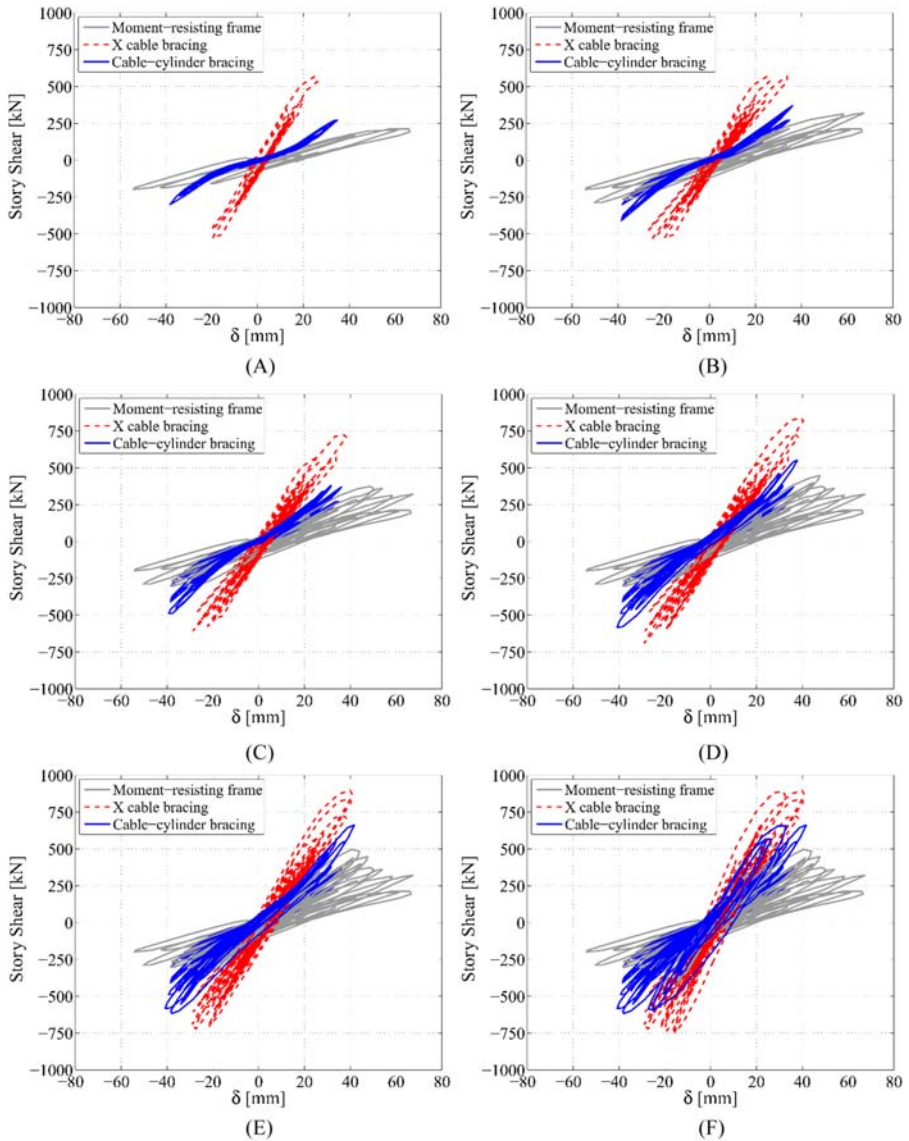 1000
750
500
250
0
−250
−500
−750
1000
Story Shear [kN]
Moment−resisting frame
X cable bracing
Cable−cylinder bracing
−80 −60 −40 −20 0 20 40 60 80
δ [mm]
(A)
1000
750
500
250
0
−250
−500
−750
−1000
Story Shear [kN]
Moment−resisting frame
X cable bracing
Cable−cylinder bracing
−80 −60 −40 −20 0 20 40 60 80
δ [mm]
(B)
1000
750
500
250
0
−250
−500
−750
−1000
Story Shear [kN]
Moment−resisting frame
X cable bracing
Cable−cylinder bracing
−80 −60 −40 −20 0 20 40 60 80
δ [mm]
(C)
1000
750
500
250
0
−250
−500
−750
−1000
Story Shear [kN]
Moment−resisting frame
X cable bracing
Cable−cylinder bracing
−80 −60 −40 −20 0 20 40 60 80
δ [mm]
(D)
1000
750
500
250
0
−250
−500
−750
−1000
Story Shear [kN]
Moment−resisting frame
X cable bracing
Cable−cylinder bracing
−80 −60 −40 −20 0 20 40 60 80
δ [mm]
(E)
1000
750
500
250
0
−250
−500
−750
−1000
Story Shear [kN]
Moment−resisting frame
X cable bracing
Cable−cylinder bracing
−80 −60 −40 −20 0 20 40 60 80
δ [mm]
(F)